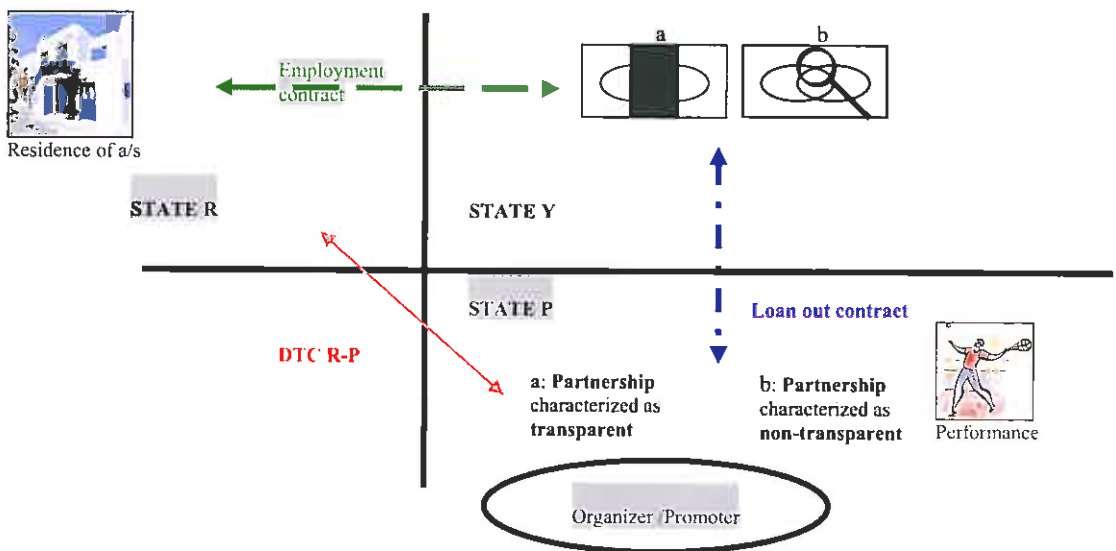 a
b
Employment
contract
Residence of a/s
STATE R
STATE Y
STATE P
Loan out contract
DTC R-P
a: Partnership
characterized as
transparent
b: Partnership
characterized as
non-transparent
Performance
Organizer /Promoter